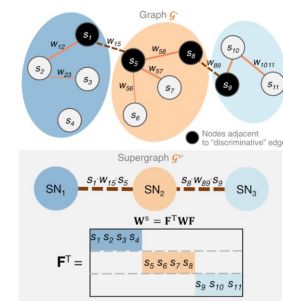 Graph 𝒢
s₁
w₁₂
w₁₅
s₂
w₂₃
s₃
s₄
s₅
w₅₈
s₈
w₅₇
w₅₆
s₇
s₆
w₈₉
s₁₀
w₁₀₁₁
s₉
s₁₁
Nodes adjacent
to "discriminative" edge
Supergraph
SN₁
s₁ w₁₅ s₅
SN₂
s₈ w₈₉ s₉
SN₃
Wˢ = FᵀWF
Fᵀ=
s₁ s₂ s₃ s₄
s₅ s₆ s₇ s₈
s₉ s₁₀ s₁₁